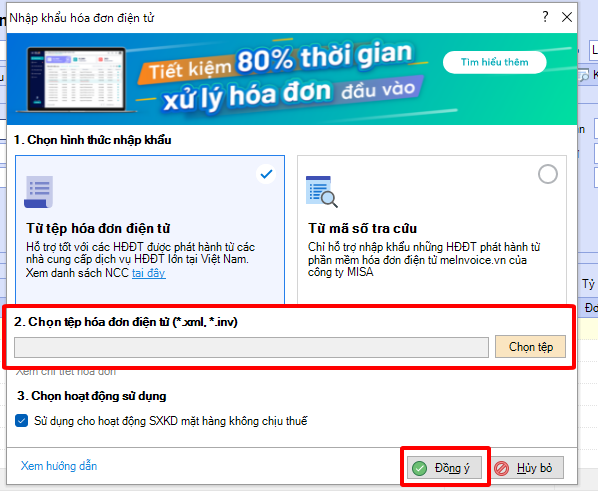 Nhập khẩu hóa đơn điện tử
?
Tiết kiệm 80% thời gian
xử lý hóa đơn đầu vào
Tìm hiểu thêm
1. Chọn hình thức nhập khẩu
Từ tệp hóa đơn điện tử
Hỗ trợ tốt với các HĐĐT được phát hành từ các
nhà cung cấp dịch vụ HĐĐT lớn tại Việt Nam.
Xem danh sách NCC tại đây
Từ mã số tra cứu
Chỉ hỗ trợ nhập khẩu những HĐĐT phát hành từ
phần mềm hóa đơn điện tử meInvoice.vn của
công ty MISA
2. Chọn tệp hóa đơn điện tử (*.xml, *.inv)
Chọn tệp
Xem chi tiết hóa đơn
3. Chọn hoạt động sử dụng
Sử dụng cho hoạt động SXKD mặt hàng không chịu thuế
Xem hướng dẫn
Đồng ý
Hủy bỏ
Tỷ